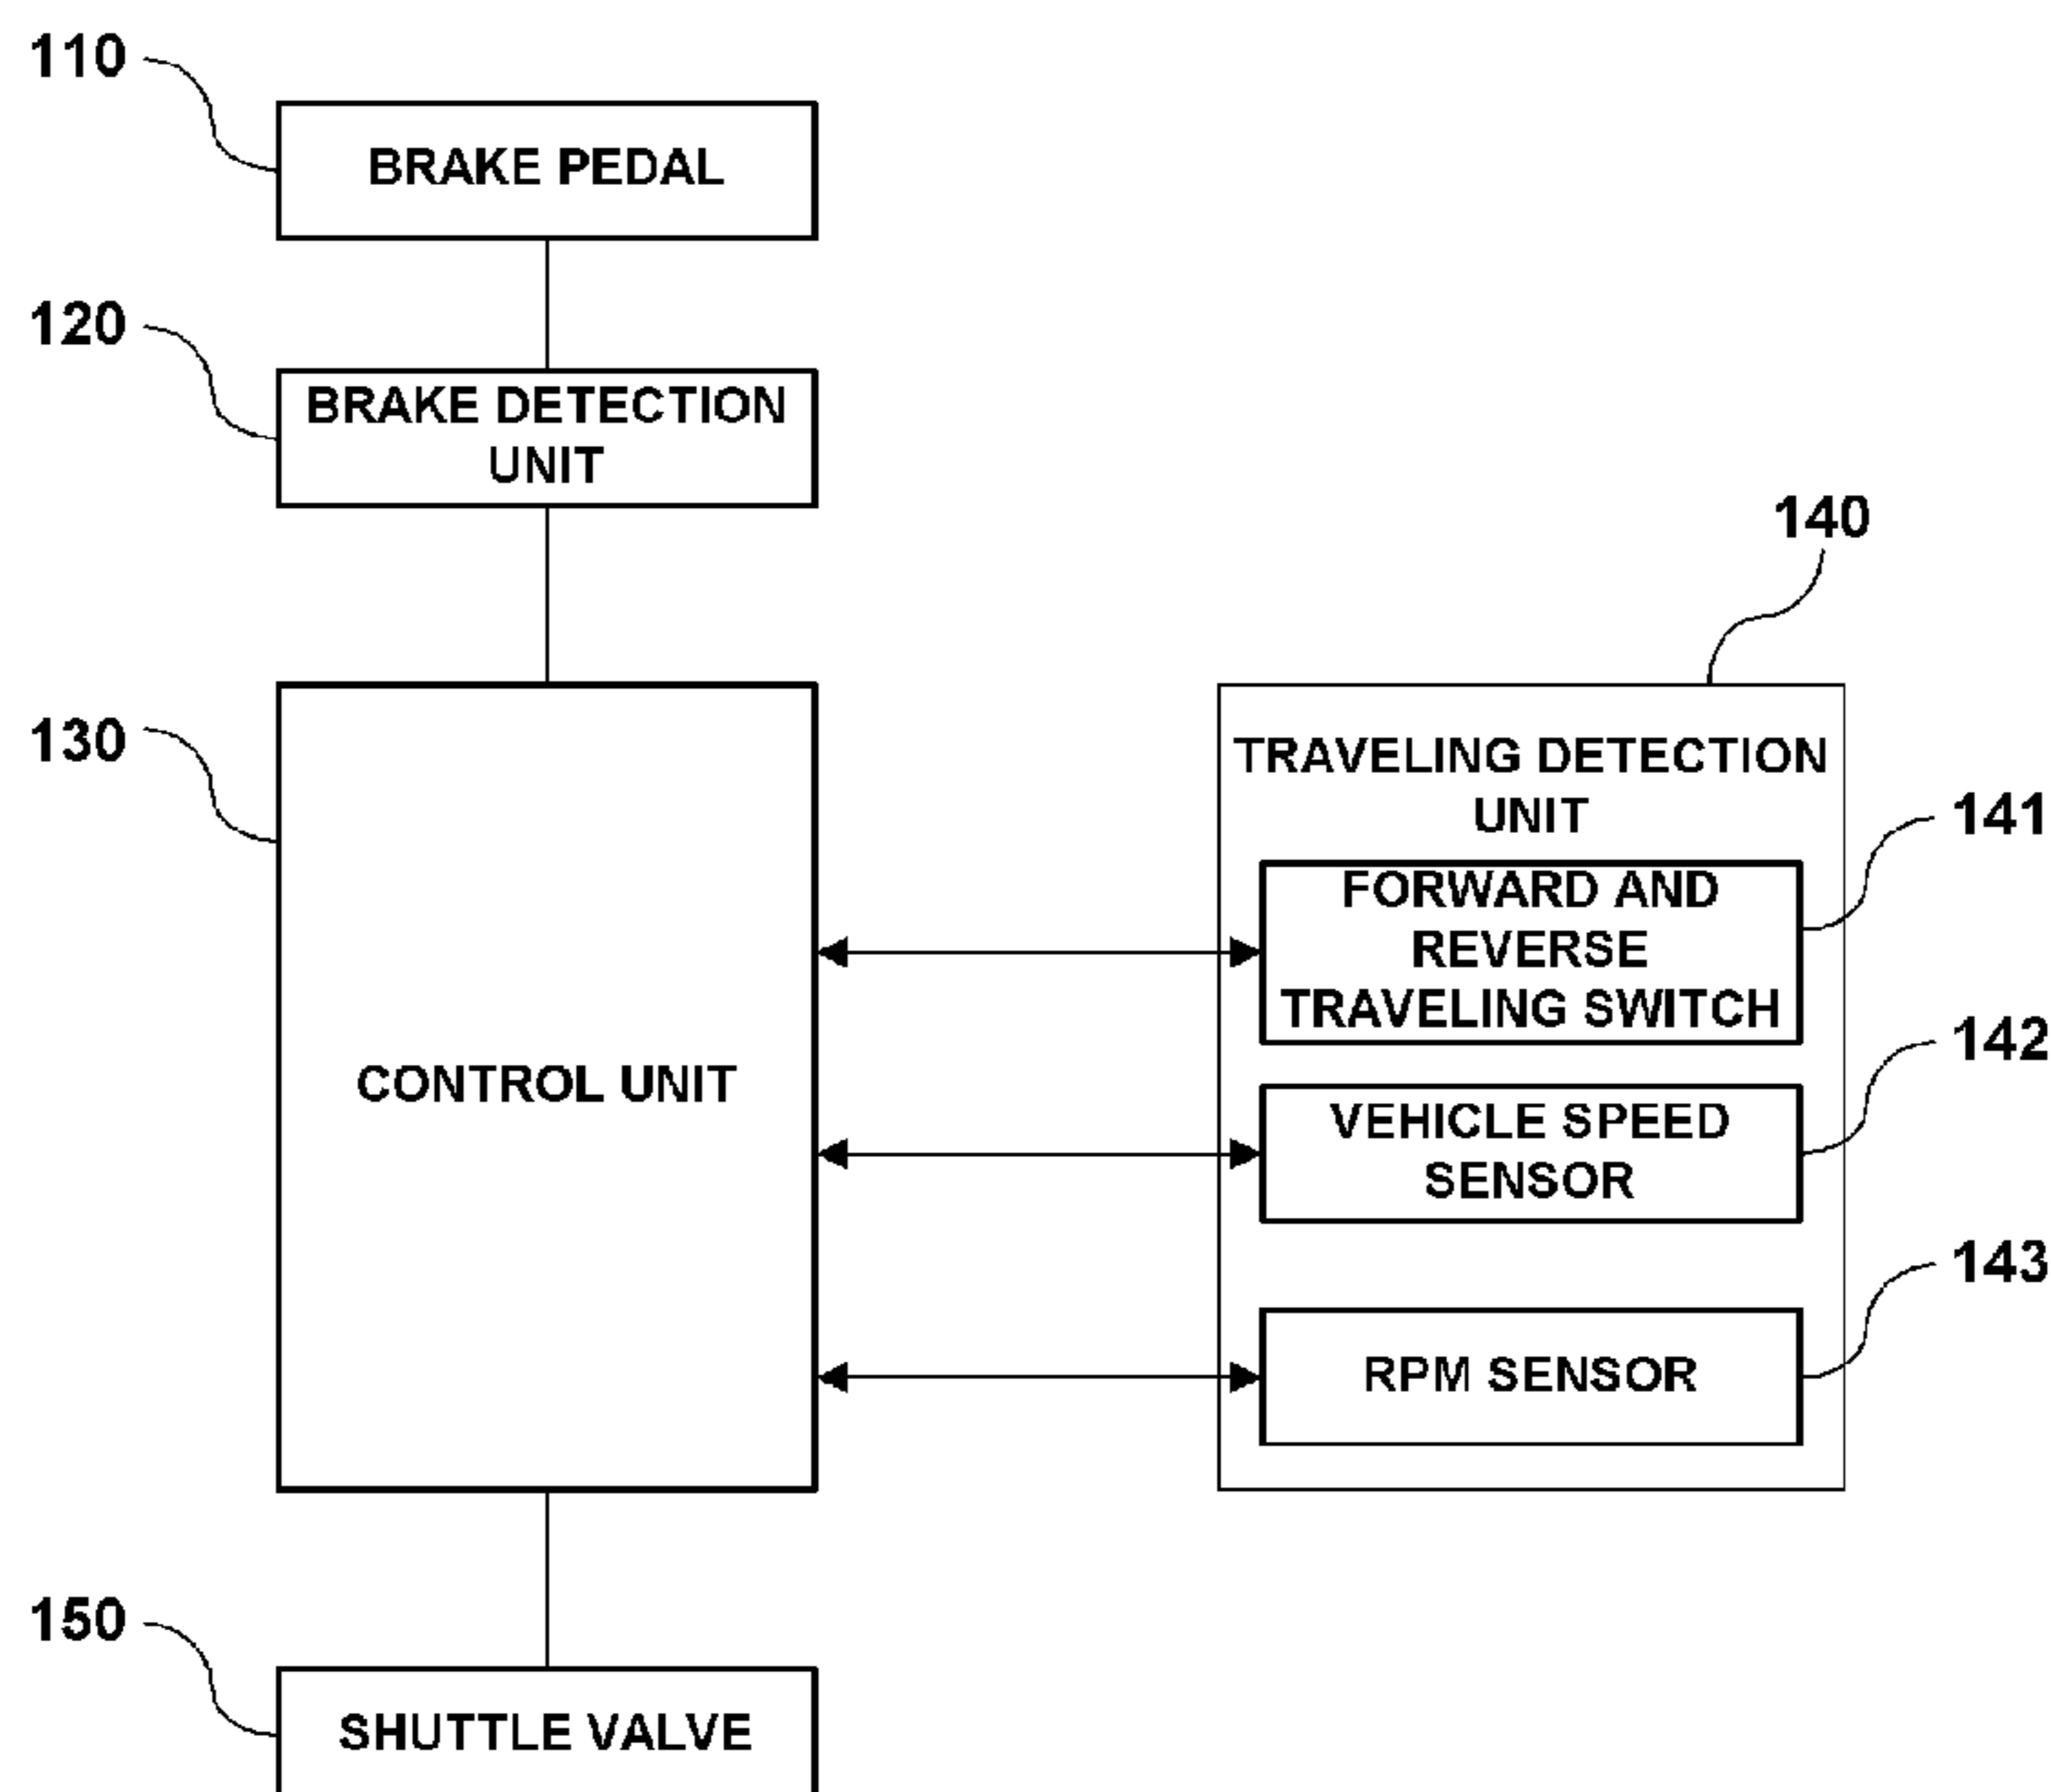 110
BRAKE PEDAL
120
BRAKE DETECTION
UNIT
140
130
TRAVELING DETECTION
UNIT
141
FORWARD AND
REVERSE
TRAVELING SWITCH
CONTROL UNIT
142
VEHICLE SPEED
SENSOR
143
RPM SENSOR
150
SHUTTLE VALVE